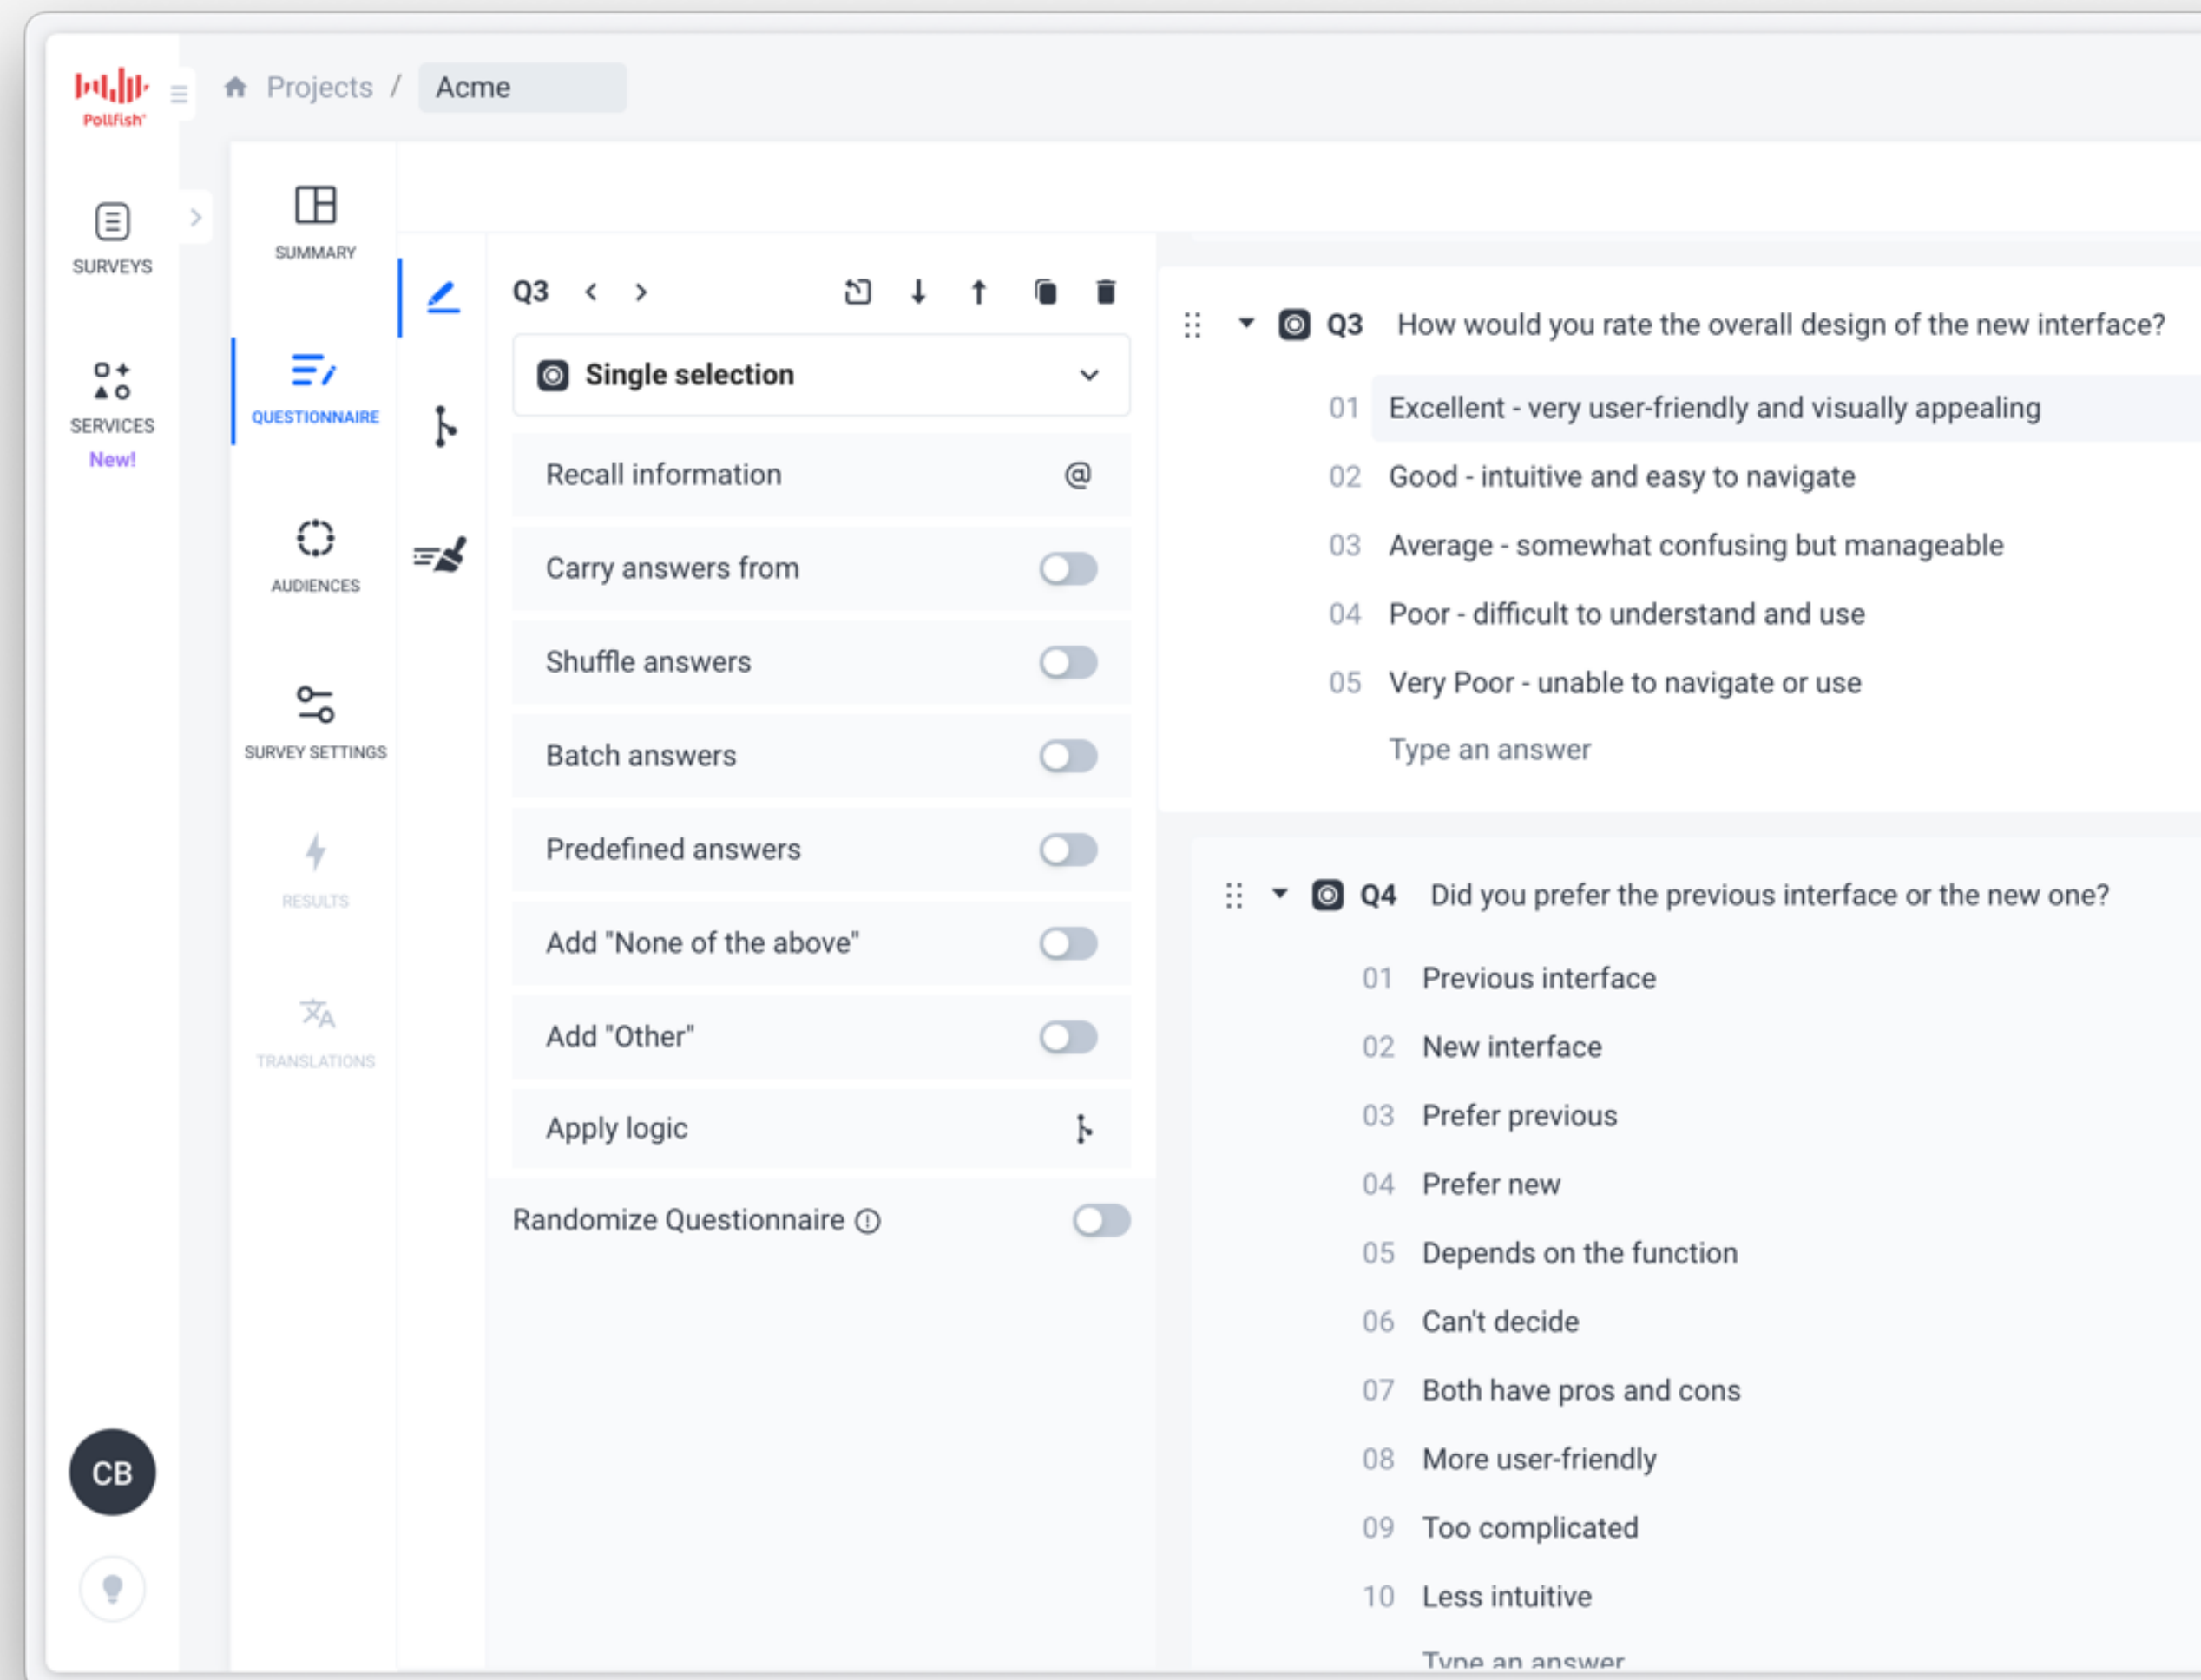 Pollfish
Projects / Acme
SURVEYS
SERVICES
New!
CB
SUMMARY
QUESTIONNAIRE
AUDIENCES
SURVEY SETTINGS
RESULTS
TRANSLATIONS
Q3
Single selection
Recall information @
Carry answers from
Shuffle answers
Batch answers
Predefined answers
Add "None of the above"
Add "Other"
Apply logic
Randomize Questionnaire
Q3 How would you rate the overall design of the new interface?
01 Excellent - very user-friendly and visually appealing
02 Good - intuitive and easy to navigate
03 Average - somewhat confusing but manageable
04 Poor - difficult to understand and use
05 Very Poor - unable to navigate or use
Type an answer
Q4 Did you prefer the previous interface or the new one?
01 Previous interface
02 New interface
03 Prefer previous
04 Prefer new
05 Depends on the function
06 Can't decide
07 Both have pros and cons
08 More user-friendly
09 Too complicated
10 Less intuitive
Type an answer